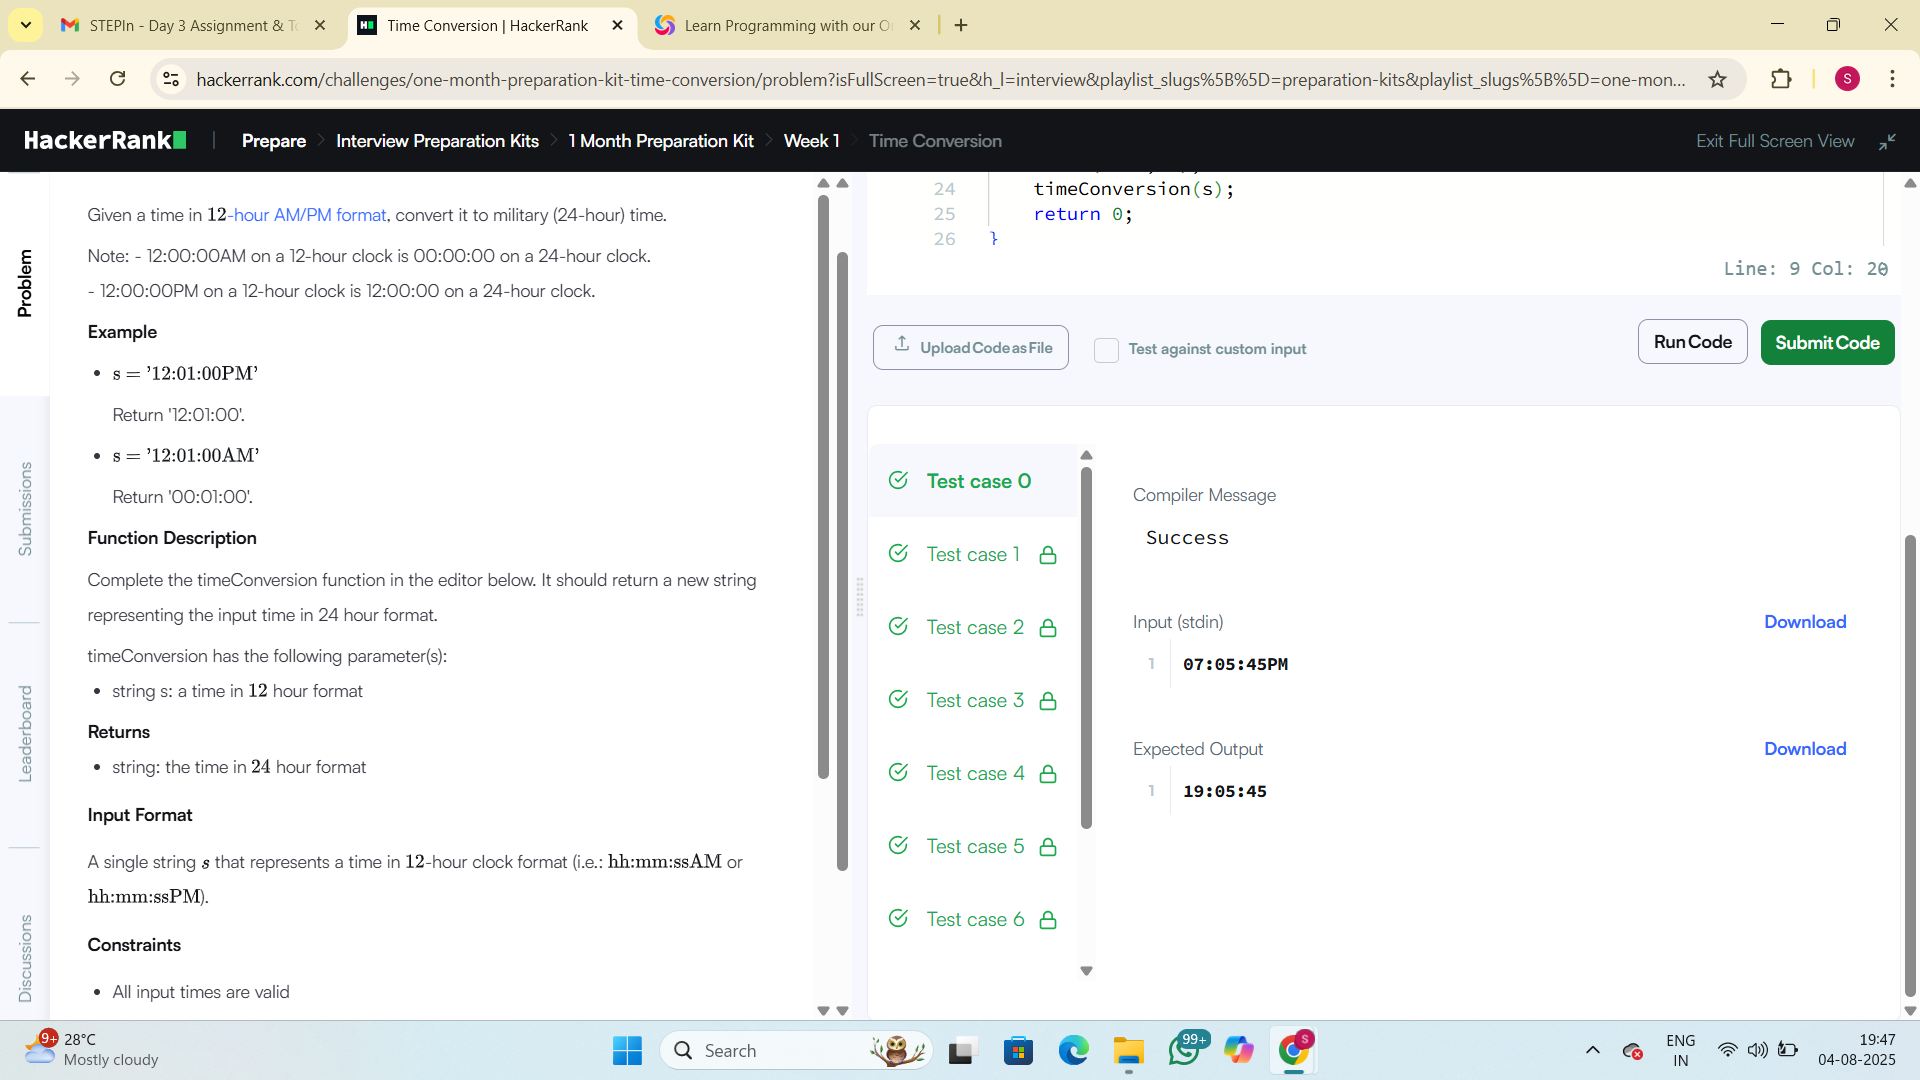 STEPIn - Day 3 Assignment & To
Time Conversion | HackerRank
Learn Programming with our O
hackerrank.com/challenges/one-month-preparation-kit-time-conversion/problem?isFullScreen=true&h_l=interview&playlist_slugs%5B%5D=preparation-kits&playlist_slugs%5B%5D=one-mon...
S
HackerRank
Prepare
Interview Preparation Kits
1 Month Preparation Kit
Week 1
Time Conversion
Exit Full Screen View
Problem
Submissions
Leaderboard
Discussions
Given a time in 12-hour AM/PM format, convert it to military (24-hour) time.
Note: - 12:00:00AM on a 12-hour clock is 00:00:00 on a 24-hour clock.
- 12:00:00PM on a 12-hour clock is 12:00:00 on a 24-hour clock.
Example
• s = '12:01:00PM'
Return '12:01:00'.
• s = '12:01:00AM'
Return '00:01:00'.
Function Description
Complete the timeConversion function in the editor below. It should return a new string
representing the input time in 24 hour format.
timeConversion has the following parameter(s):
• string s: a time in 12 hour format
Returns
• string: the time in 24 hour format
Input Format
A single string s that represents a time in 12-hour clock format (i.e.: hh:mm:ssAM or
hh:mm:ssPM).
Constraints
• All input times are valid
24 timeConversion(s);
25 return 0;
26 }
Line: 9 Col: 20
Upload Code as File
Test against custom input
Run Code
Submit Code
Test case 0
Test case 1
Test case 2
Test case 3
Test case 4
Test case 5
Test case 6
Compiler Message
Success
Input (stdin)
Download
1 07:05:45PM
Expected Output
Download
1 19:05:45
9+
28°C
Mostly cloudy
Search
99+
S
ENG
IN
19:47
04-08-2025